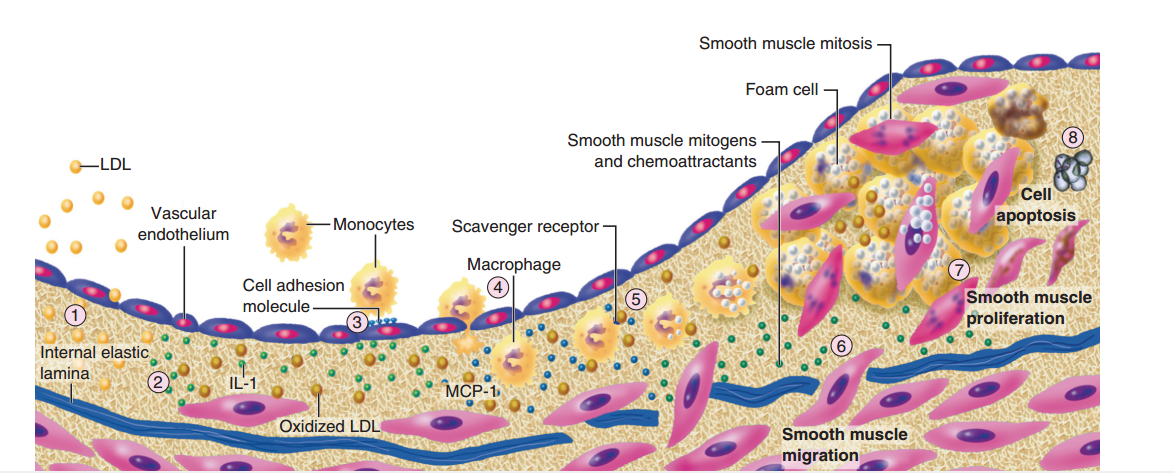 Smooth muscle mitosis
Foam cell
Smooth muscle mitogens
and chemoattractants
8
LDL
Cell
apoptosis
Vascular
endothelium
Monocytes
Scavenger receptor
Macrophage
4
7
Cell adhesion
molecule
5
Smooth muscle
proliferation
1
3
6
Internal elastic
lamina
2
IL-1
MCP-1
Oxidized LDL
Smooth muscle
migration